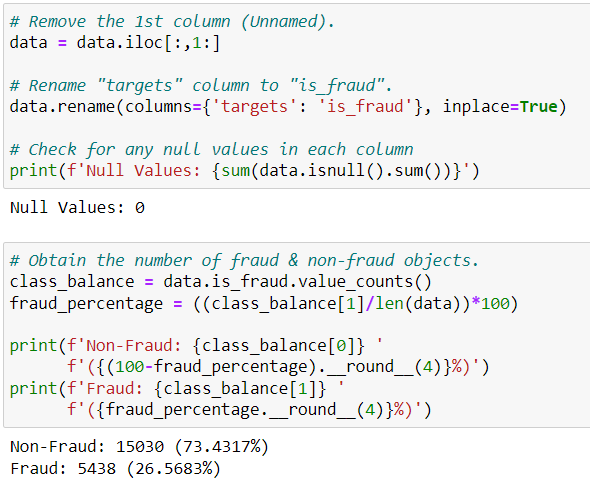 # Remove the 1st column (Unnamed).
data = data.iloc[:,1:]
# Rename "targets" column to "is_fraud".
data.rename(columns={'targets': 'is_fraud'}, inplace=True)
# Check for any null values in each column
print(f'Null Values: {sum(data.isnull().sum())}')
Null Values: 0
# Obtain the number of fraud & non-fraud objects.
class_balance = data.is_fraud.value_counts()
fraud_percentage = ((class_balance[1]/len(data))*100)
print(f'Non-Fraud: {class_balance[0]} '
f'({(100-fraud_percentage).__round__(4)}%)')
print(f'Fraud: {class_balance[1]} '
f'({fraud_percentage.__round__(4)}%)')
Non-Fraud: 15030 (73.4317%)
Fraud: 5438 (26.5683%)